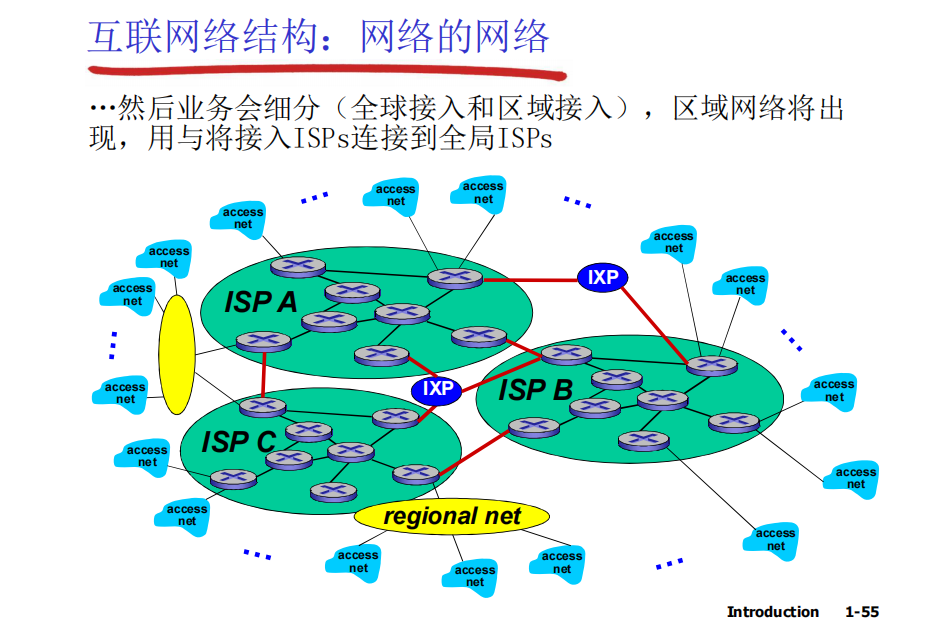 互联网络结构：网络的网络
…然后业务会细分（全球接入和区域接入），区域网络将出
现，用与将接入ISPs连接到全局ISPs
access
net
access
net
access
net
access
net
access
net
access
net
access
net
IXP
ISP A
access
net
IXP
ISP B
access
net
ISP C
access
net
access
net
access
net
regional net
access
net
access
net
access
net
access
net
Introduction 1-55